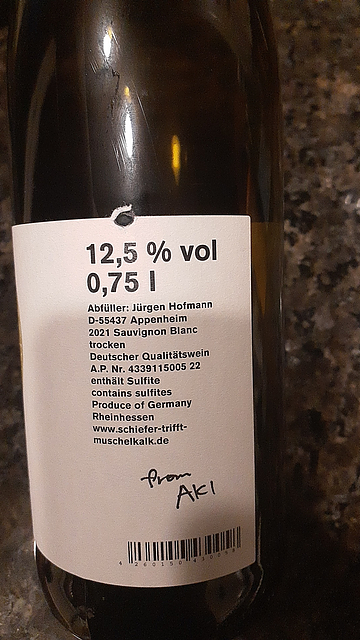 12,5 % vol
0,75 l
Abfüller: Jürgen Hofmann
D-55437 Appenheim
2021 Sauvignon Blanc
trocken
Deutscher Qualitätswein
A.P. Nr. 4339115005 22
enthält Sulfite
contains sulfites
Produce of Germany
Rheinhessen
www.schiefer-trifft-
muschelkalk.de
From
AKI